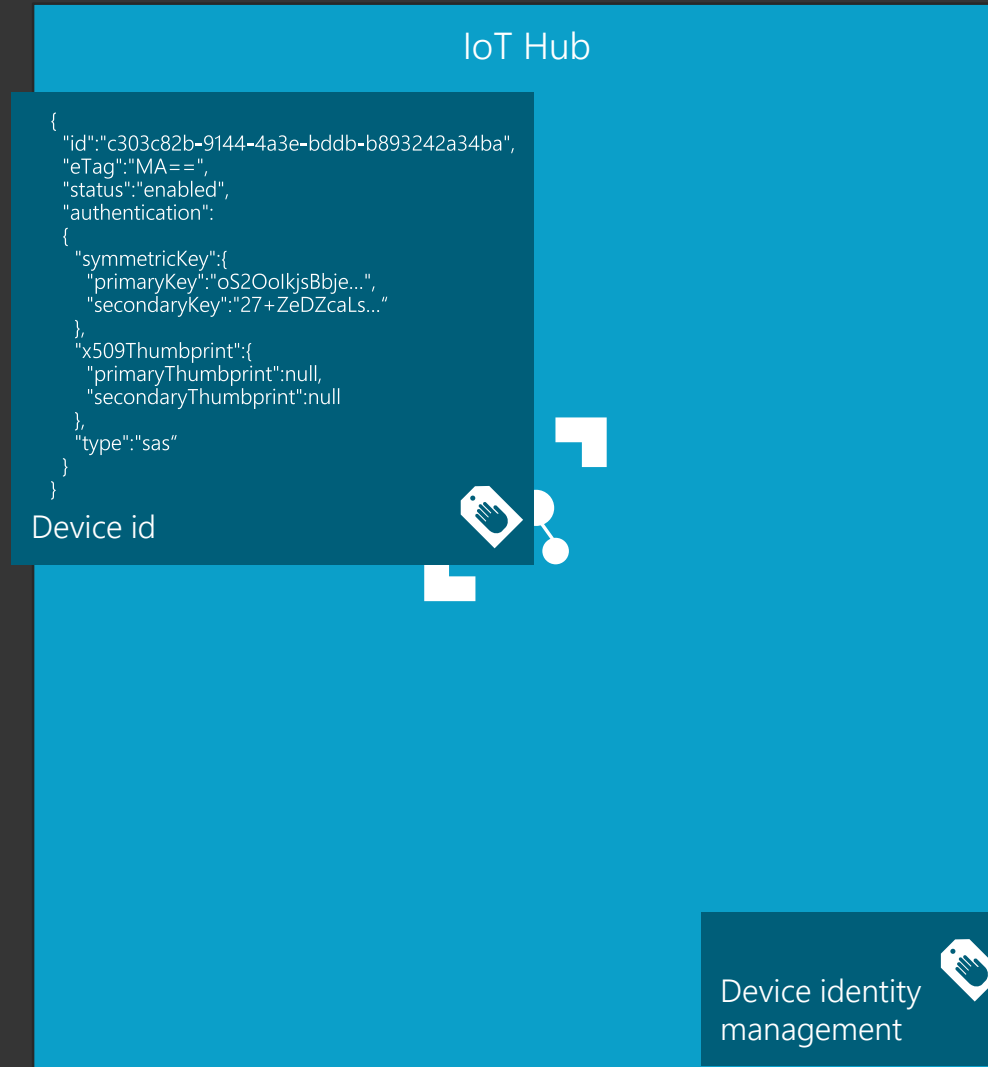 IoT Hub
{
"id":"c303c82b-9144-4a3e-bddb-b893242a34ba",
"eTag":"MA==",
"status":"enabled",
"authentication":
{
"symmetricKey":{
"primaryKey":"oS2OoIkjsBbje...",
"secondaryKey":"27+ZeDZcaLs...“
},
"x509Thumbprint":{
"primaryThumbprint":null,
"secondaryThumbprint":null
},
"type":"sas“
}
}
Device id
Device identity
management